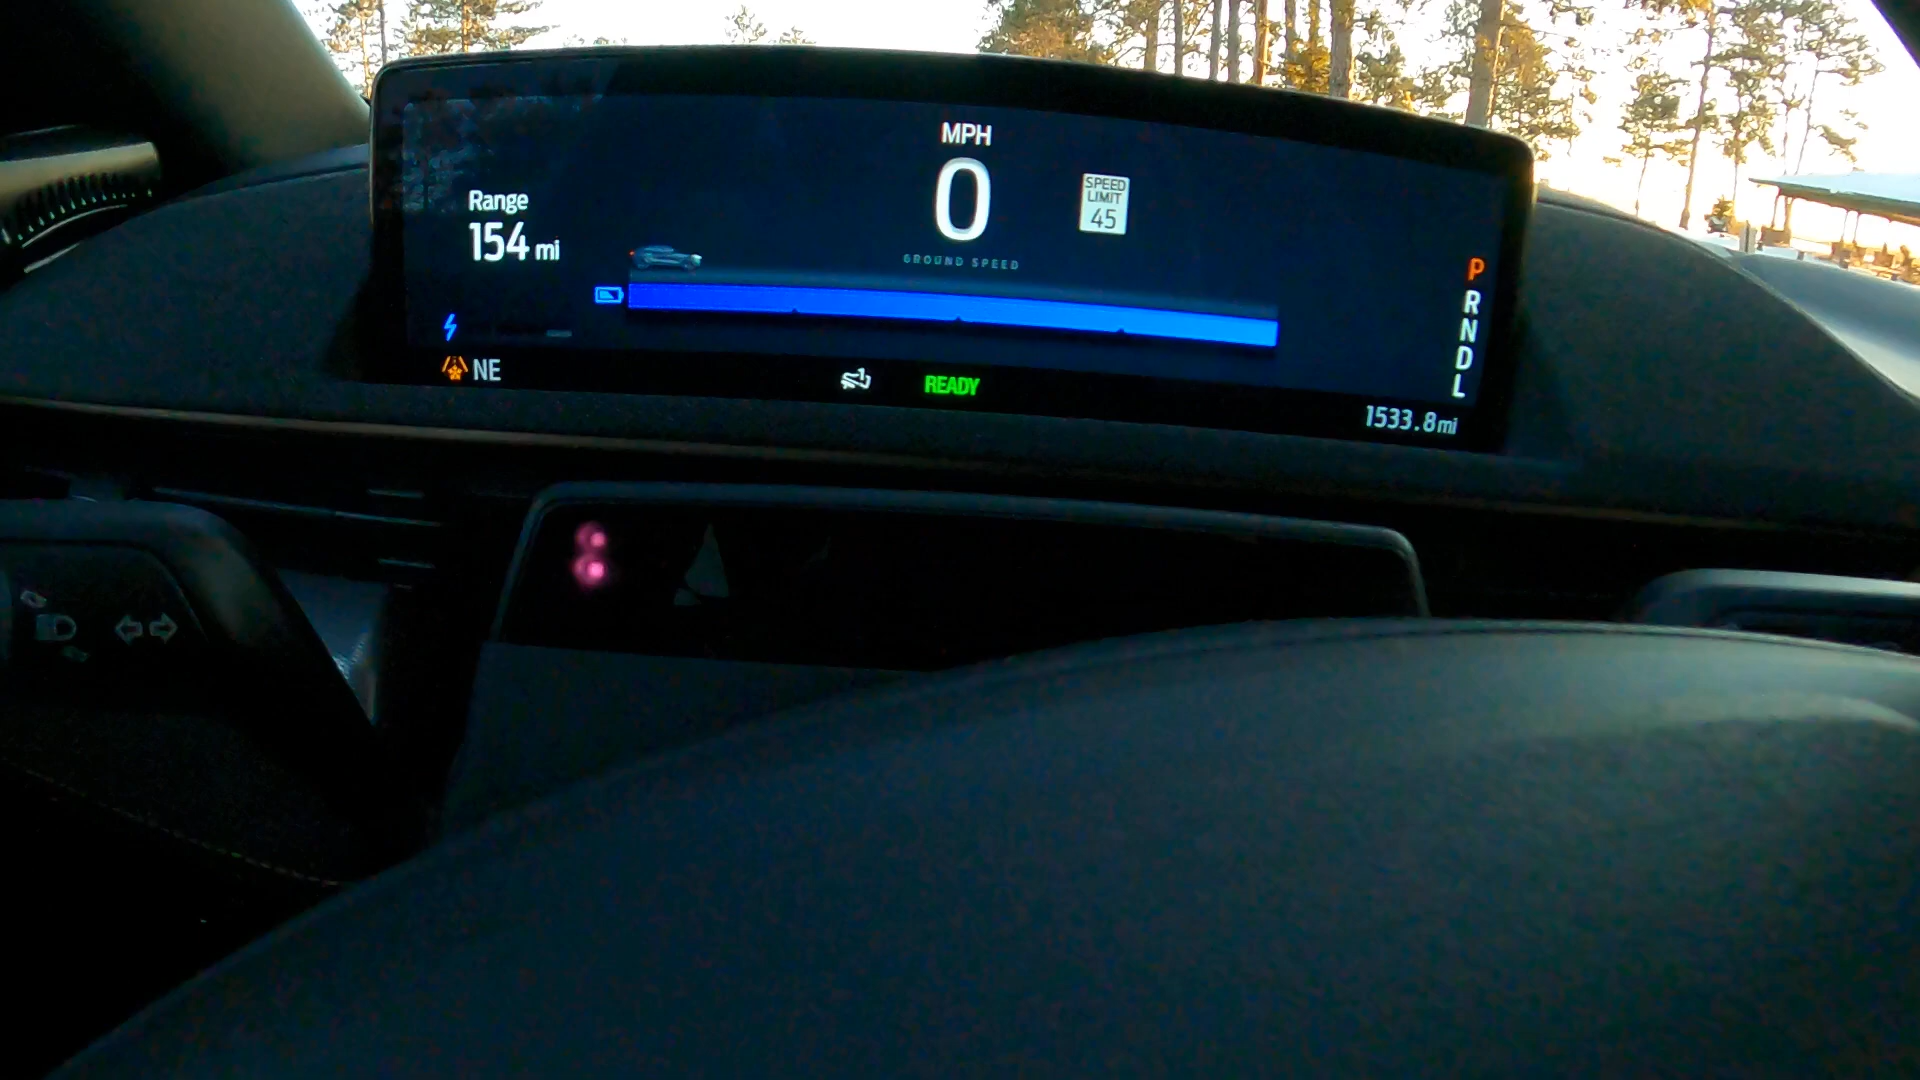 MPH
0
SPEED
LIMIT
45
Range
154 mi
GROUND SPEED
P
R
N
D
L
NE
READY
1533.8mi